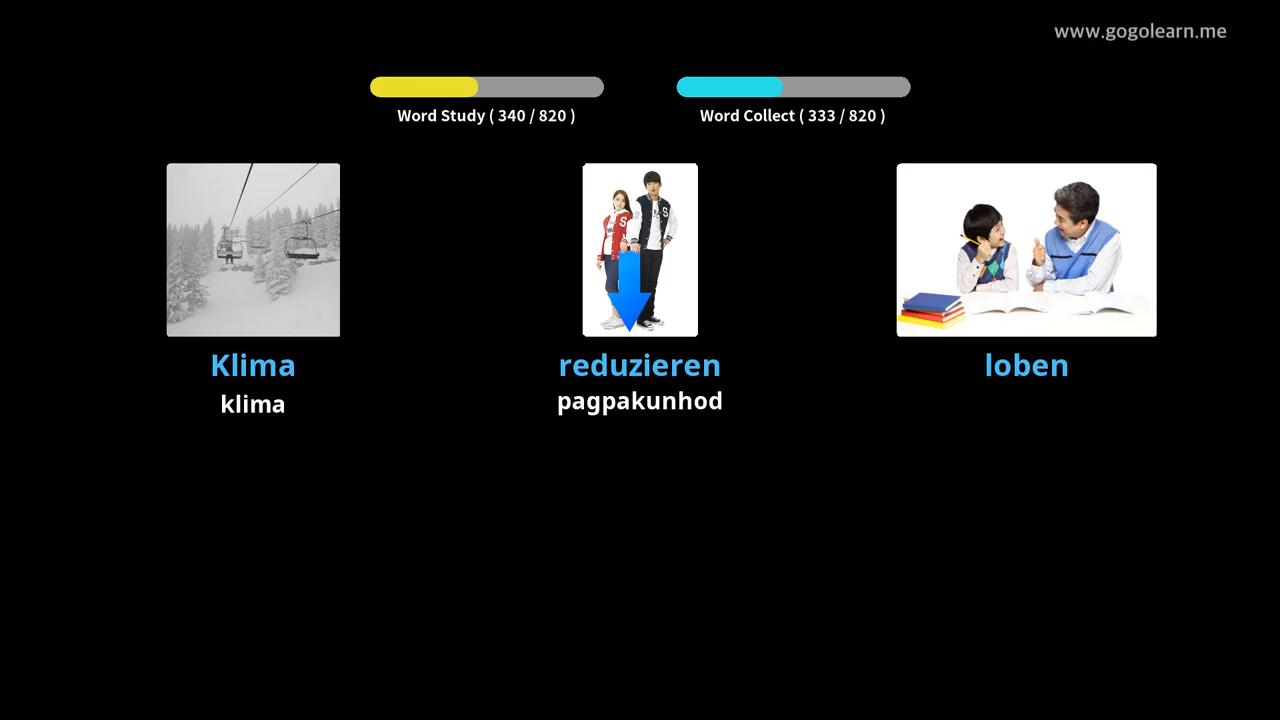 www.gogolearn.me
Word Study ( 340 / 820 )
Word Collect ( 333 / 820 )
Klima
reduzieren
loben
klima
pagpakunhod